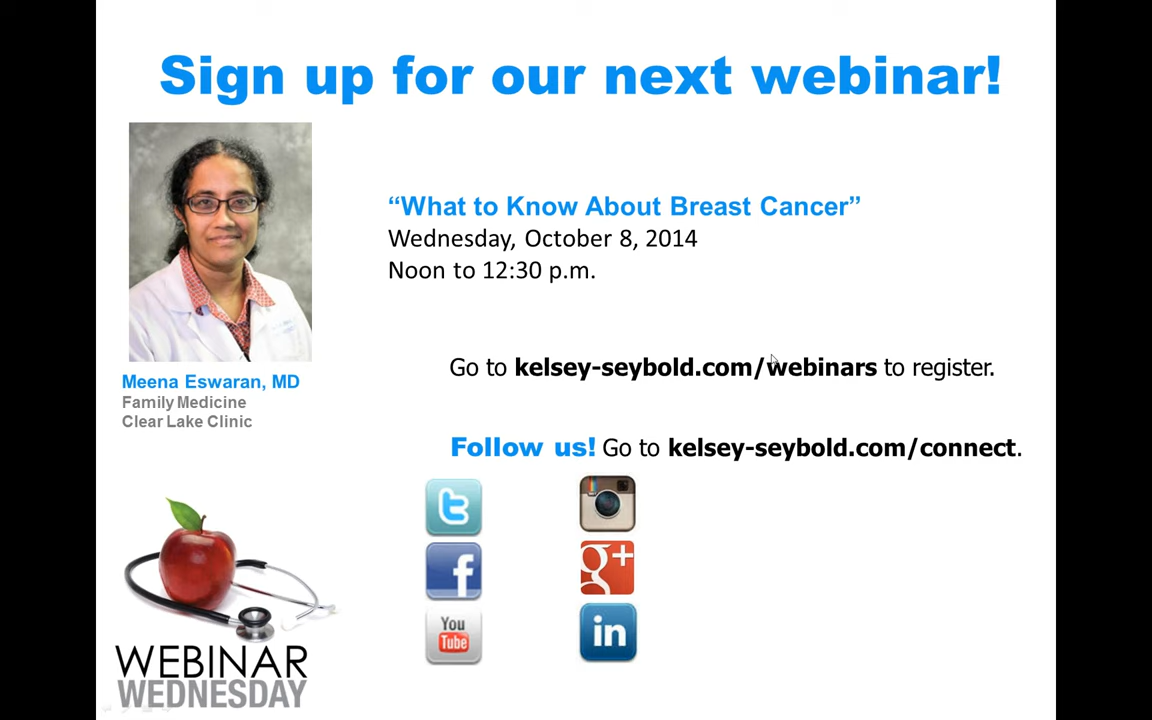 Sign up for our next webinar!
“What to Know About Breast Cancer”
Wednesday, October 8, 2014
Noon to 12:30 p.m.
Go to kelsey-seybold.com/webinars to register.
Meena Eswaran, MD
Family Medicine
Clear Lake Clinic
Follow us! Go to kelsey-seybold.com/connect.
You
Tube
g+
in
WEBINAR
WEDNESDAY